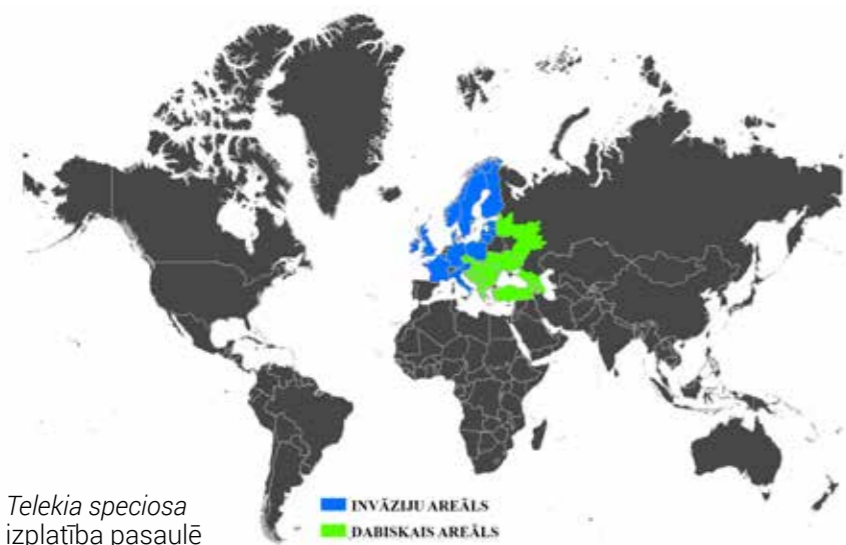 Telekia speciosa
izplatība pasaulē
INVĀZIJU AREĀLS
DABISKAIS AREĀLS